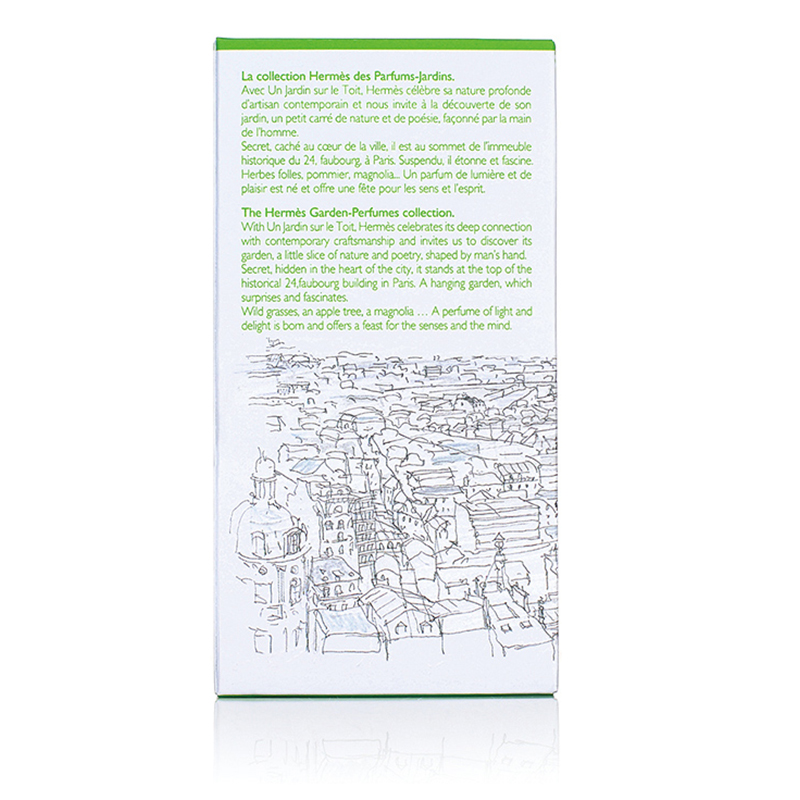 La collection Hermès des Parfums-Jardins.
Avec Un Jardin sur le Toit, Hermès célèbre sa nature profonde
d'artisan contemporain et nous invite à la découverte de son
jardin, un petit carré de nature et de poésie, façonné par la main
de l'homme.
Secret, caché au cœur de la ville, il est au sommet de l'immeuble
historique du 24, faubourg, à Paris. Suspendu, il étonne et fascine.
Herbes folles, pommier, magnolia... Un parfum de lumière et de
plaisir est né et offre une fête pour les sens et l'esprit.
The Hermès Garden-Perfumes collection.
With Un Jardin sur le Toit, Hermès celebrates its deep connection
with contemporary craftsmanship and invites us to discover its
garden, a little slice of nature and poetry, shaped by man's hand.
Secret, hidden in the heart of the city, it stands at the top of the
historical 24,faubourg building in Paris. A hanging garden, which
surprises and fascinates.
Wild grasses, an apple tree, a magnolia … A perfume of light and
delight is born and offers a feast for the senses and the mind.